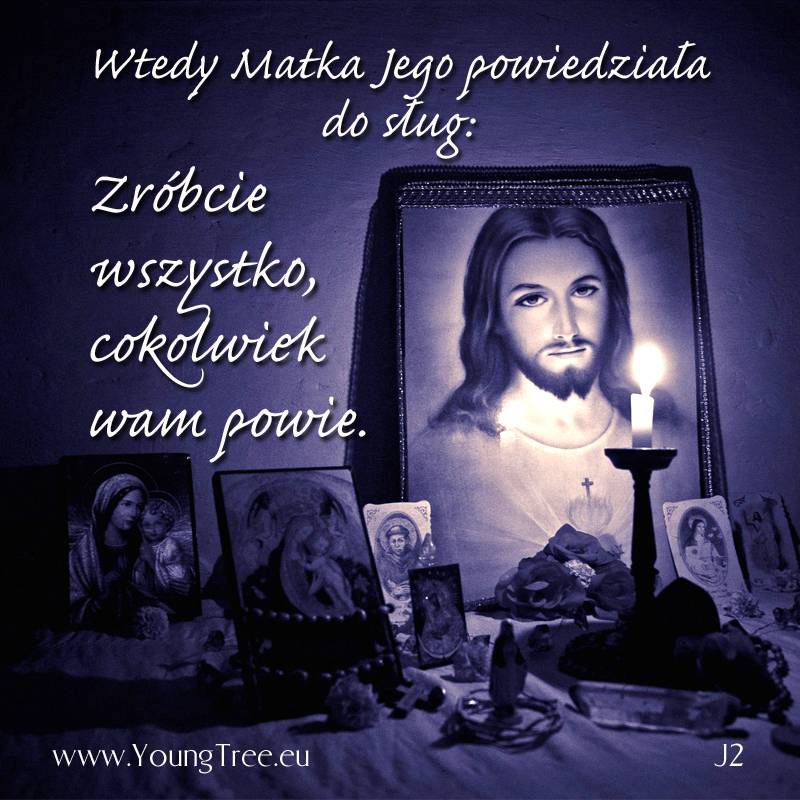 Wtedy Matka Jego powiedziała
do sług:
Zróbcie
wszystko,
cokolwiek
wam powie.
www.YoungTree.eu
J2